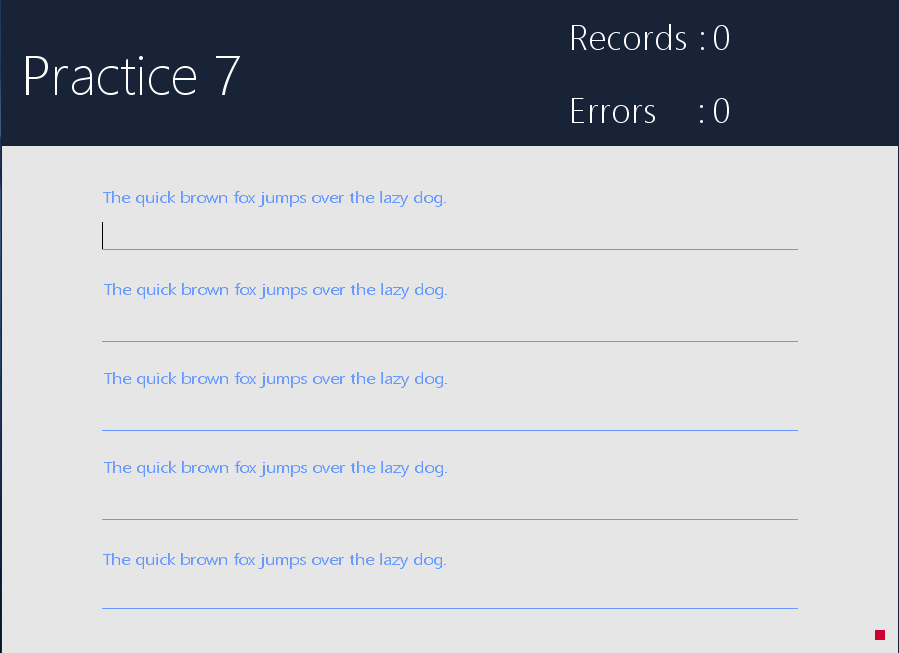 Practice 7
Records : 0
Errors : 0
The quick brown fox jumps over the lazy dog.
The quick brown fox jumps over the lazy dog.
The quick brown fox jumps over the lazy dog.
The quick brown fox jumps over the lazy dog.
The quick brown fox jumps over the lazy dog.